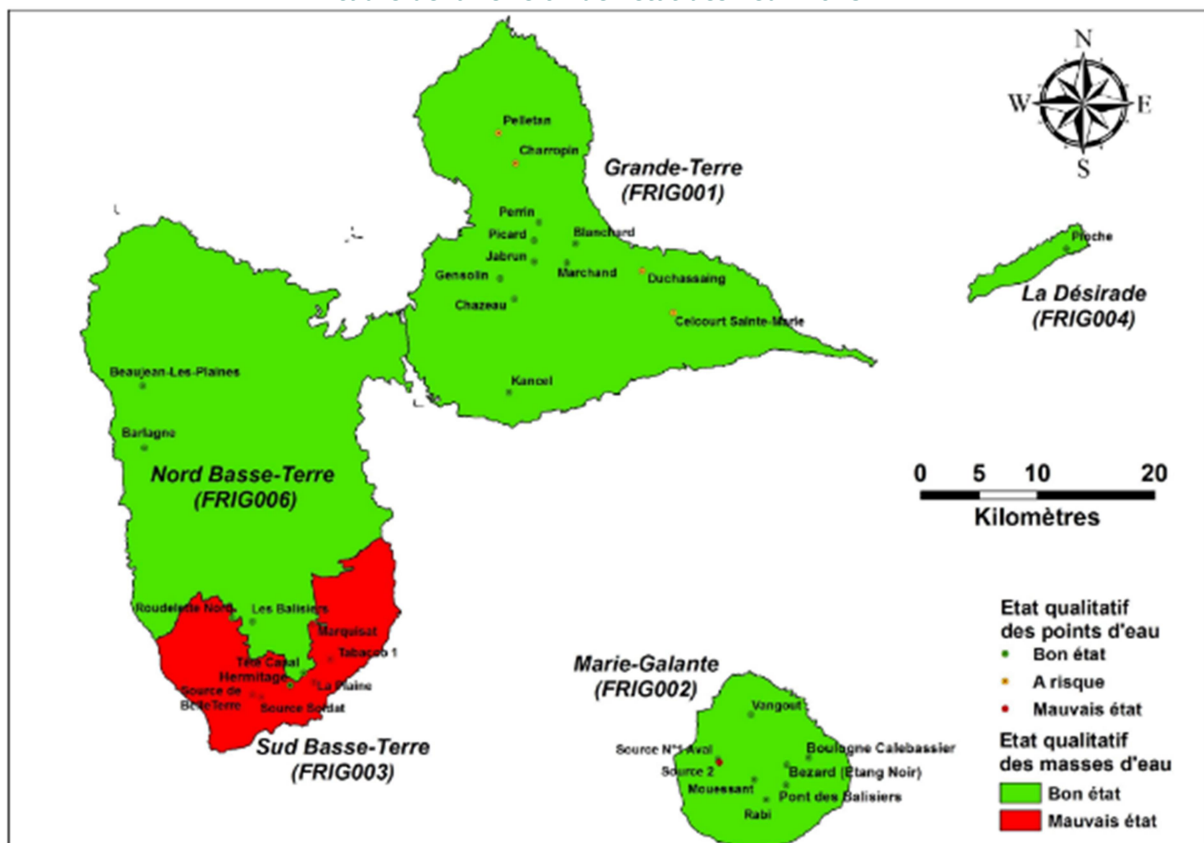 N
W
E
S
Pelletan
Charropin
Grande-Terre
(FRIG001)
Perrin
Picard
Blanchard
Jabrun
Marchand
Gensolin
Duchassaing
Chazeau
Celcourt Sainte-Marie
Kancel
Pioche
La Désirade
(FRIG004)
Beaujean-Les-Plaines
Barlagne
Nord Basse-Terre
(FRIG006)
0 5 10 20
Kilomètres
Roudelette Nord
Les Balisiers
Marquisat
Tabacob 1
Tête Canal
Hermitage
La Plaine
Source de
BelleTerre
Source Sordat
Sud Basse-Terre
(FRIG003)
Marie-Galante
(FRIG002)
Vangout
Source N°1 Aval
Boulogne Calebassier
Source 2
Bezard (Etang Noir)
Mouessant
Pont des Balisiers
Rabi
Etat qualitatif
des points d'eau
Bon état
A risque
Mauvais état
Etat qualitatif
des masses d'eau
Bon état
Mauvais état